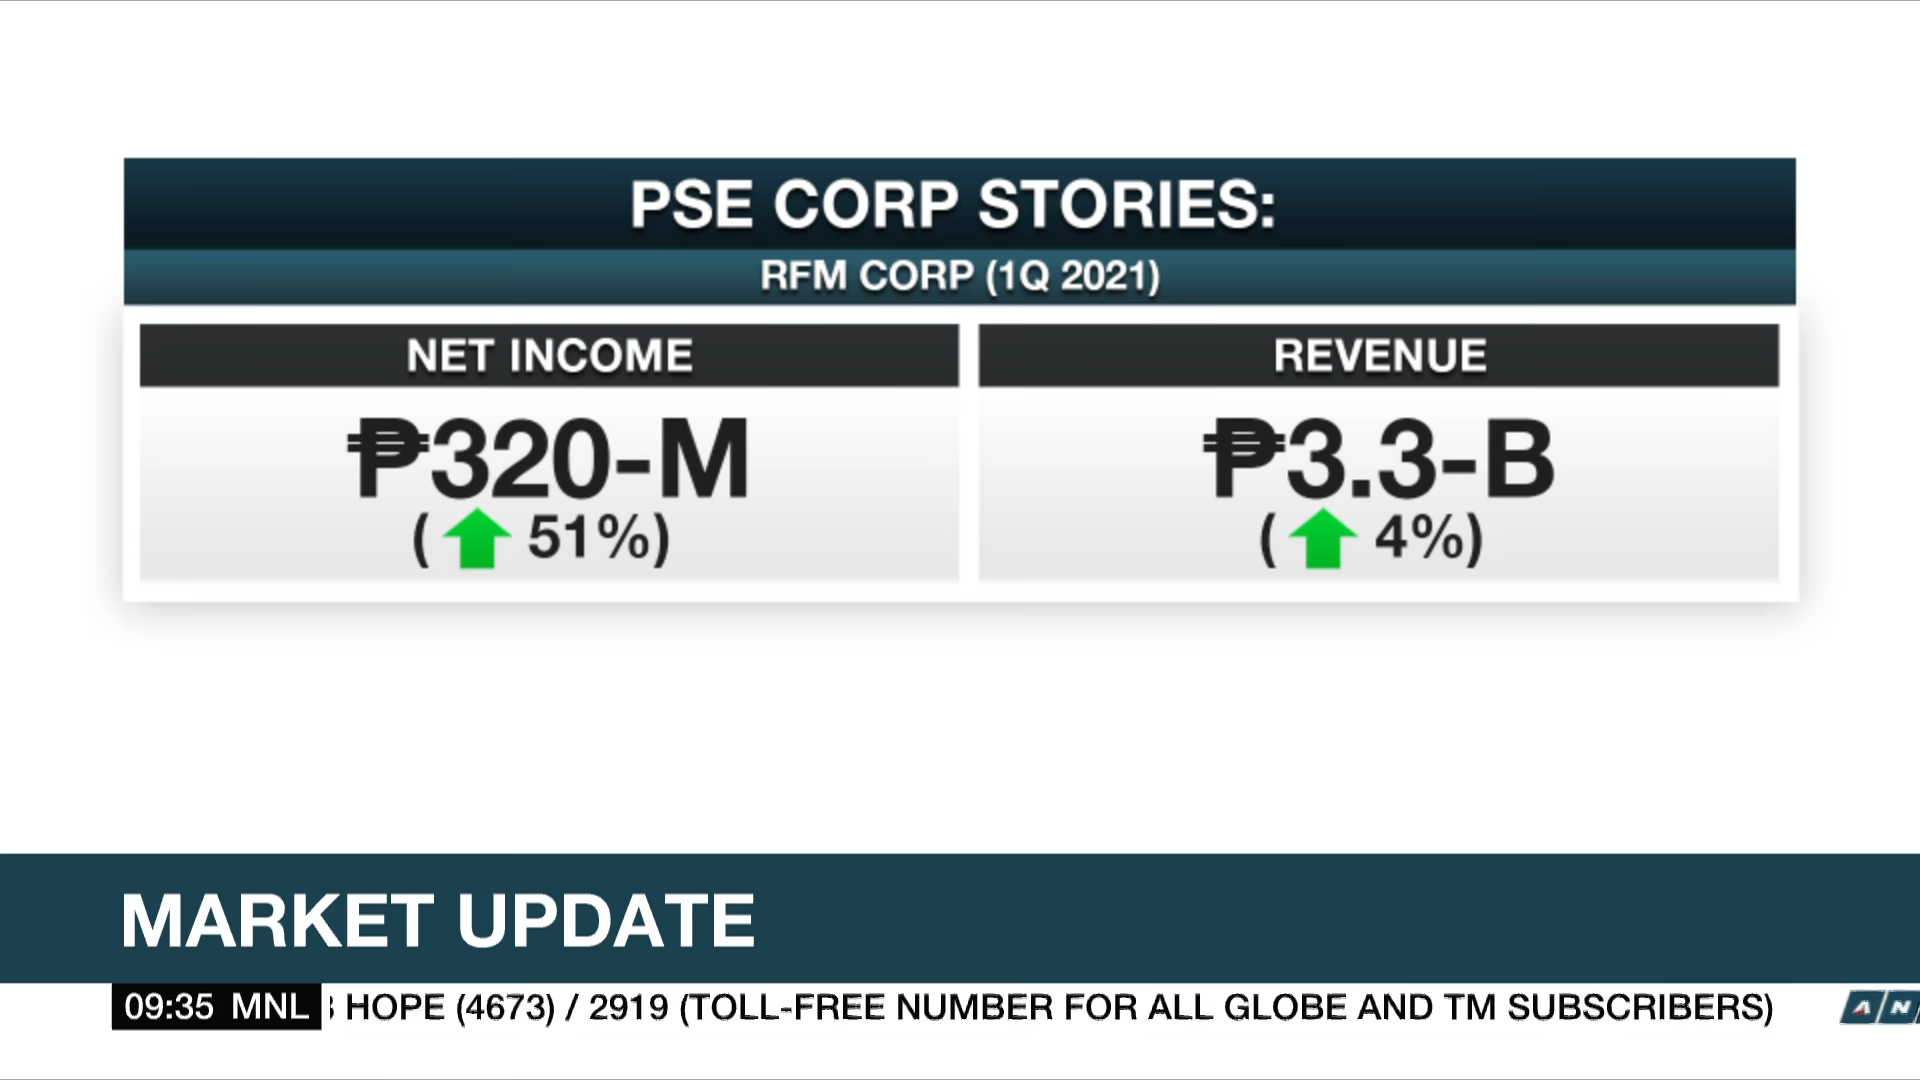 PSE CORP STORIES:
RFM CORP (1Q 2021)
NET INCOME
₱320-M
(51%)
REVENUE
₱3.3-B
(4%)
MARKET UPDATE
09:35 MNL
HOPE (4673) / 2919 (TOLL-FREE NUMBER FOR ALL GLOBE AND TM SUBSCRIBERS)
AN